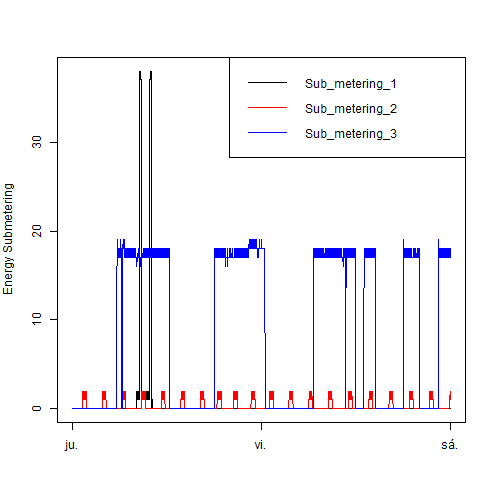 Sub_metering_1
Sub_metering_2
Sub_metering_3
Energy Submetering
30
20
10
0
ju.
vi.
sá.